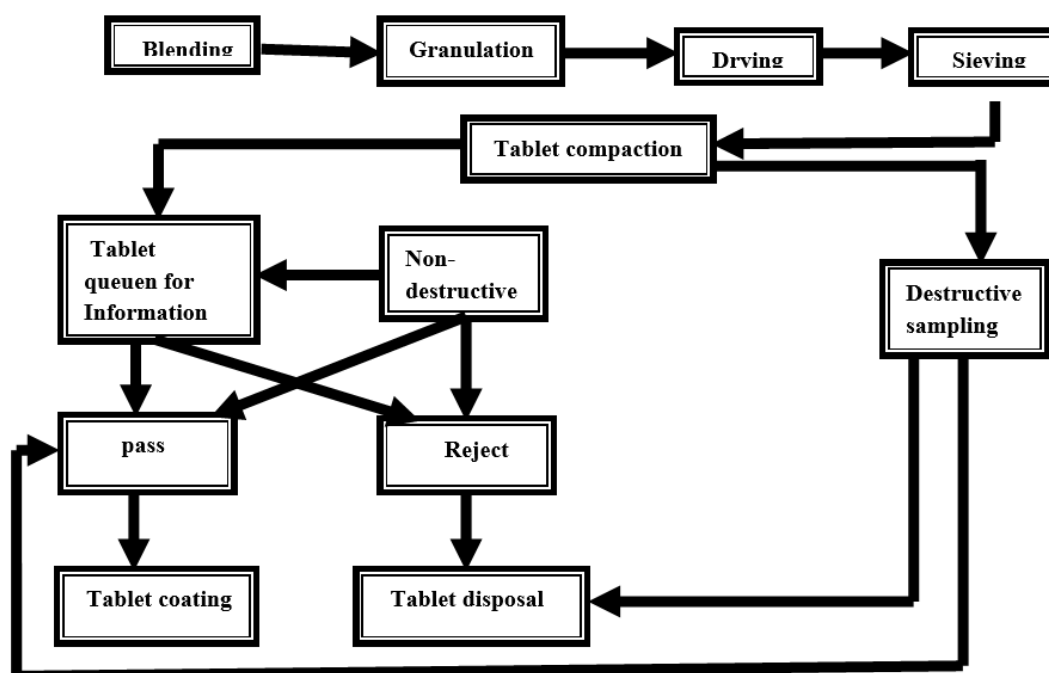 Blending
Granulation
Drying
Sieving
Tablet compaction
Tablet
queuen for
Information
Non-
destructive
Destructive
sampling
pass
Reject
Tablet coating
Tablet disposal